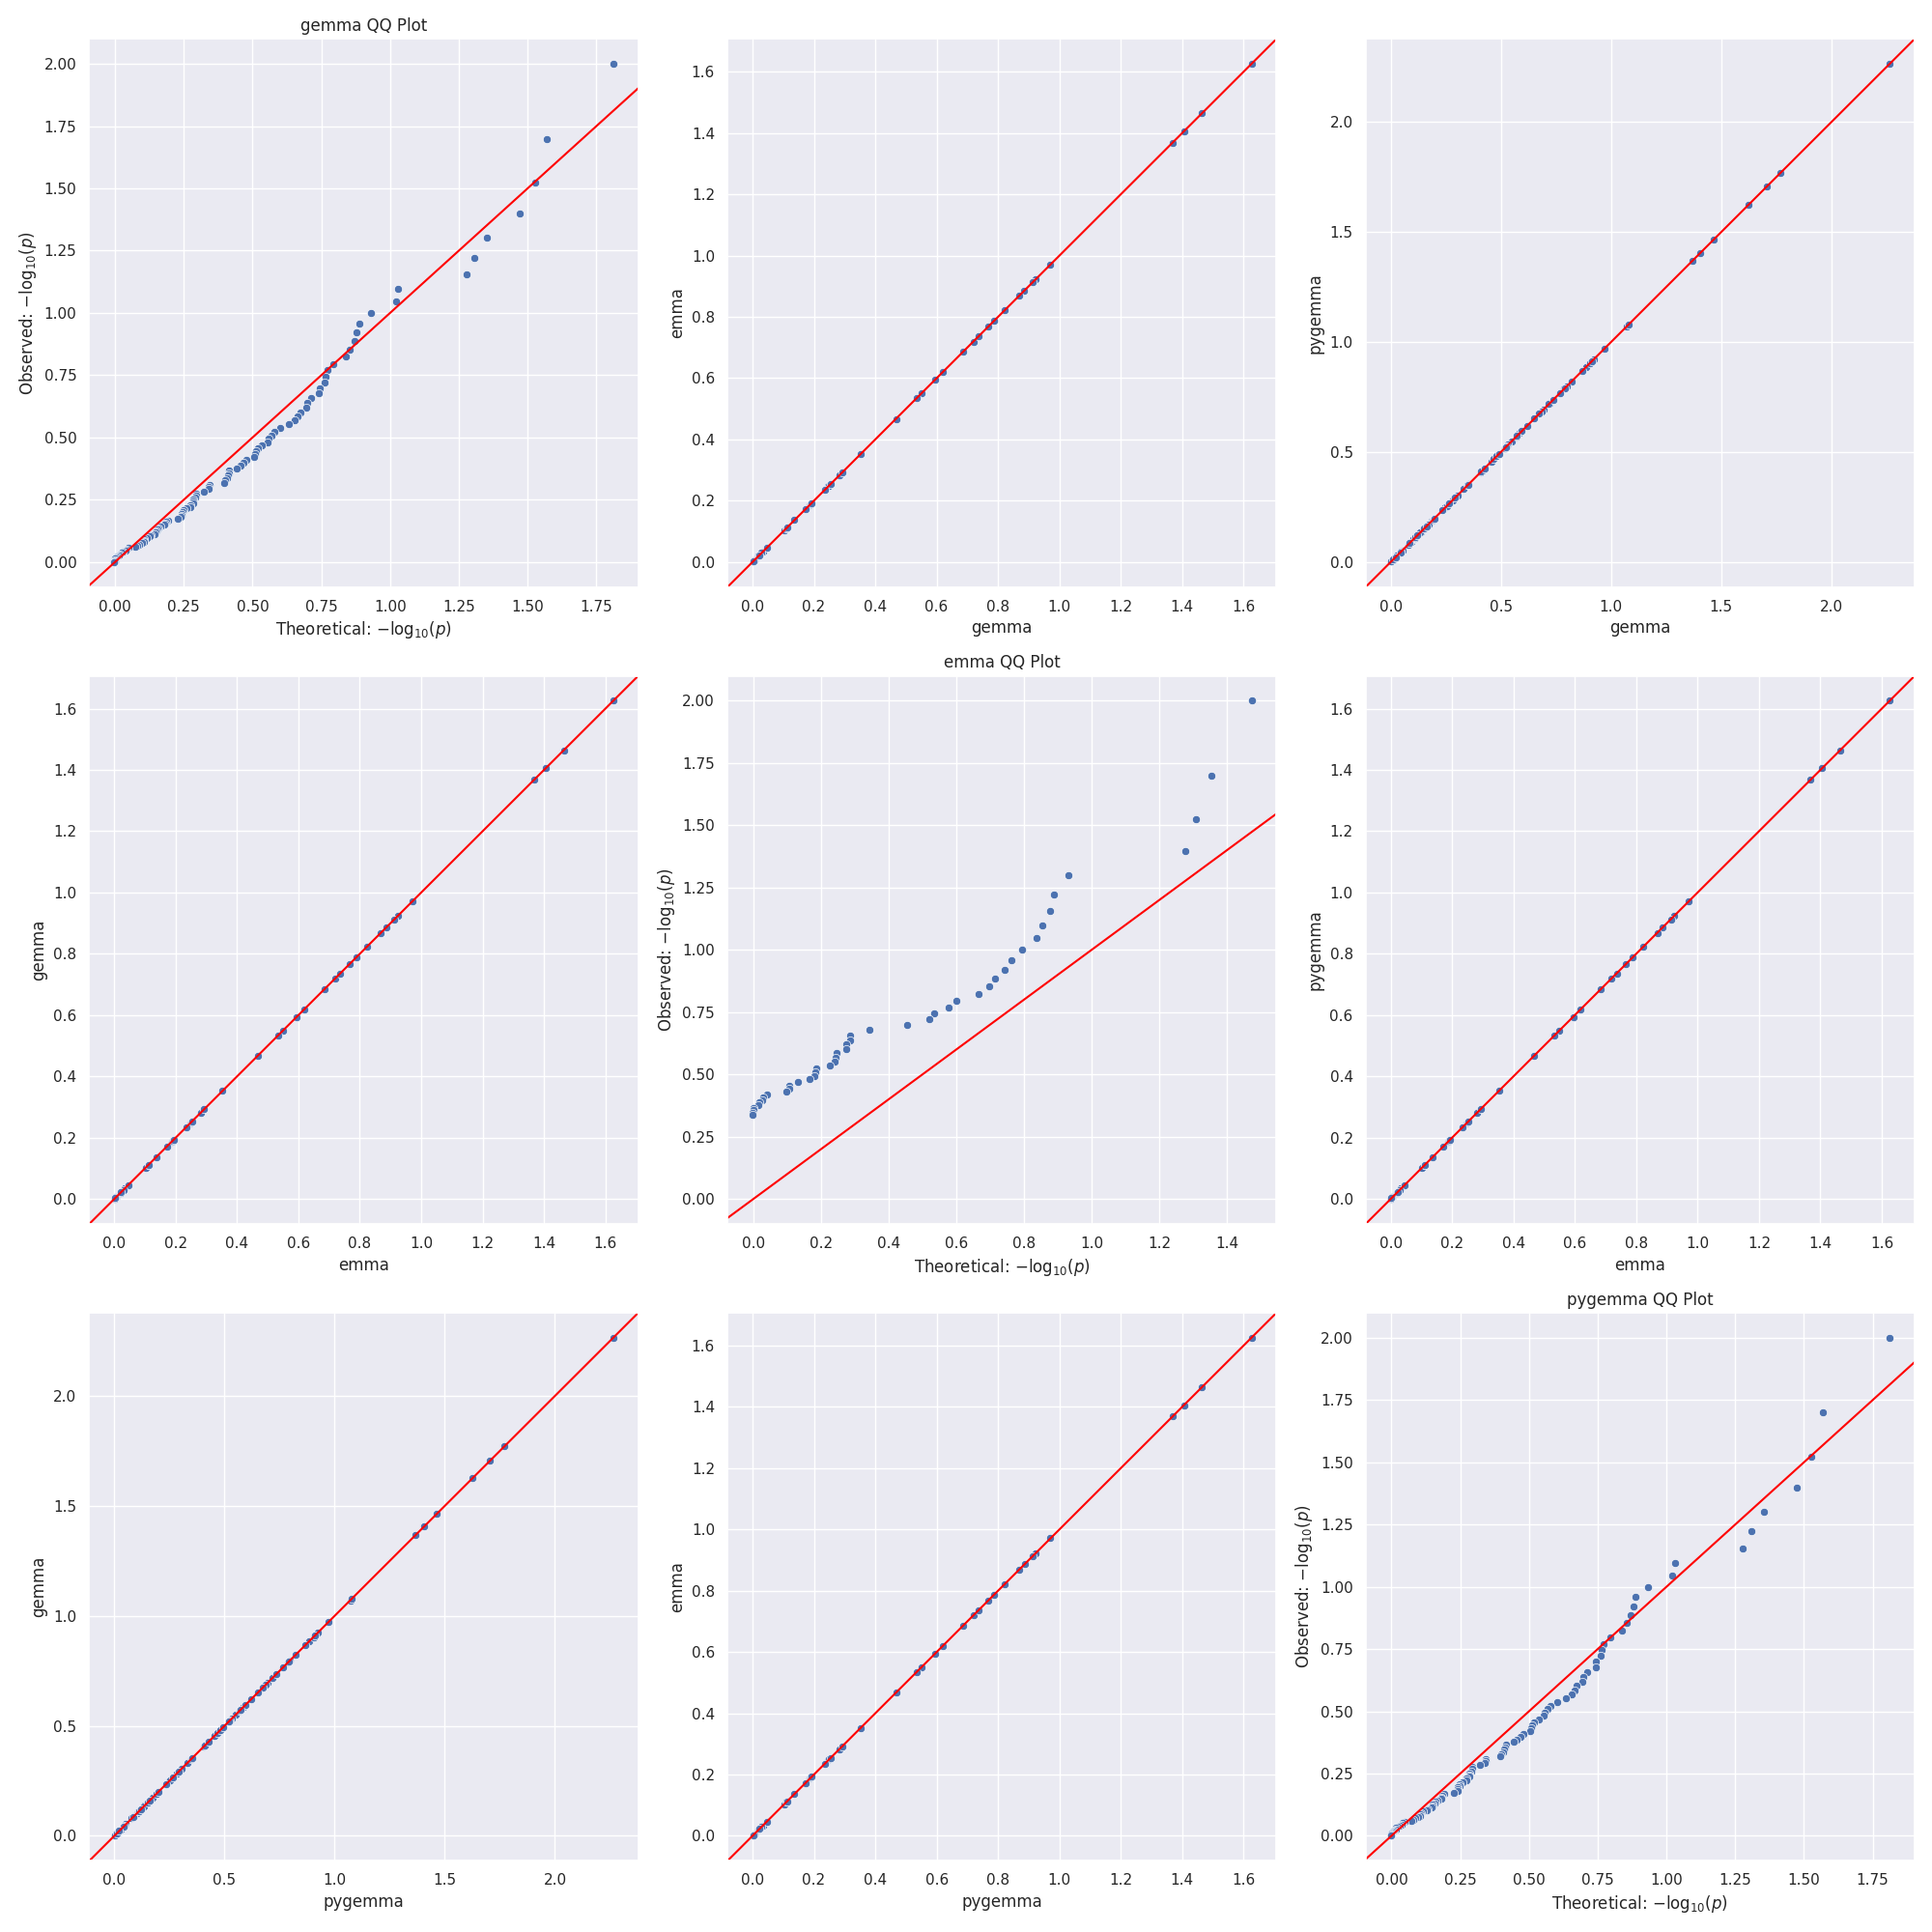 gemma QQ Plot
2.00
1.75
1.50
1.25
1.00
0.75
0.50
0.25
0.00
Observed: −log10(p)
0.00 0.25 0.50 0.75 1.00 1.25 1.50 1.75
Theoretical: −log10(p)
1.6
1.4
1.2
1.0
0.8
0.6
0.4
0.2
0.0
emma
0.0 0.2 0.4 0.6 0.8 1.0 1.2 1.4 1.6
gemma
2.0
1.5
1.0
0.5
0.0
pygemma
0.0 0.5 1.0 1.5 2.0
gemma
1.6
1.4
1.2
1.0
0.8
0.6
0.4
0.2
0.0
gemma
0.0 0.2 0.4 0.6 0.8 1.0 1.2 1.4 1.6
emma
emma QQ Plot
2.00
1.75
1.50
1.25
1.00
0.75
0.50
0.25
0.00
Observed: −log10(p)
0.0 0.2 0.4 0.6 0.8 1.0 1.2 1.4
Theoretical: −log10(p)
1.6
1.4
1.2
1.0
0.8
0.6
0.4
0.2
0.0
pygemma
0.0 0.2 0.4 0.6 0.8 1.0 1.2 1.4 1.6
emma
2.0
1.5
1.0
0.5
0.0
gemma
0.0 0.5 1.0 1.5 2.0
pygemma
1.6
1.4
1.2
1.0
0.8
0.6
0.4
0.2
0.0
emma
0.0 0.2 0.4 0.6 0.8 1.0 1.2 1.4 1.6
pygemma
pygemma QQ Plot
2.00
1.75
1.50
1.25
1.00
0.75
0.50
0.25
0.00
Observed: −log10(p)
0.00 0.25 0.50 0.75 1.00 1.25 1.50 1.75
Theoretical: −log10(p)